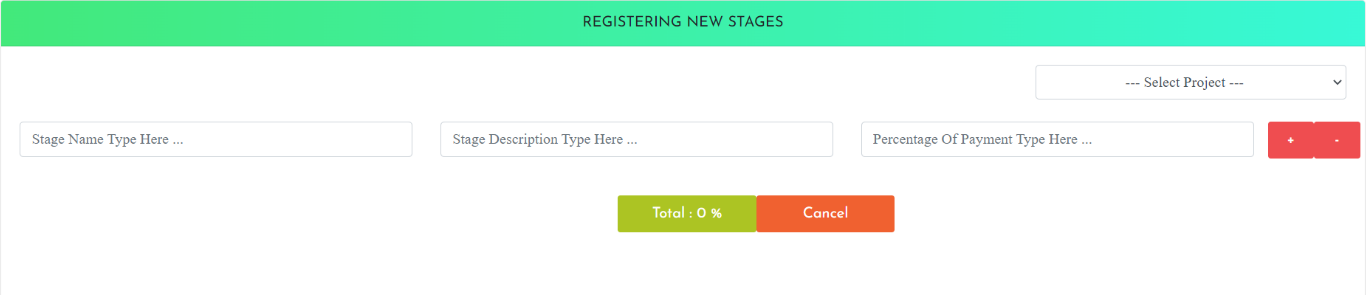 REGISTERING NEW STAGES
--- Select Project ---
Stage Name Type Here ... Stage Description Type Here ... Percentage Of Payment Type Here ... + -
Total : 0 % Cancel